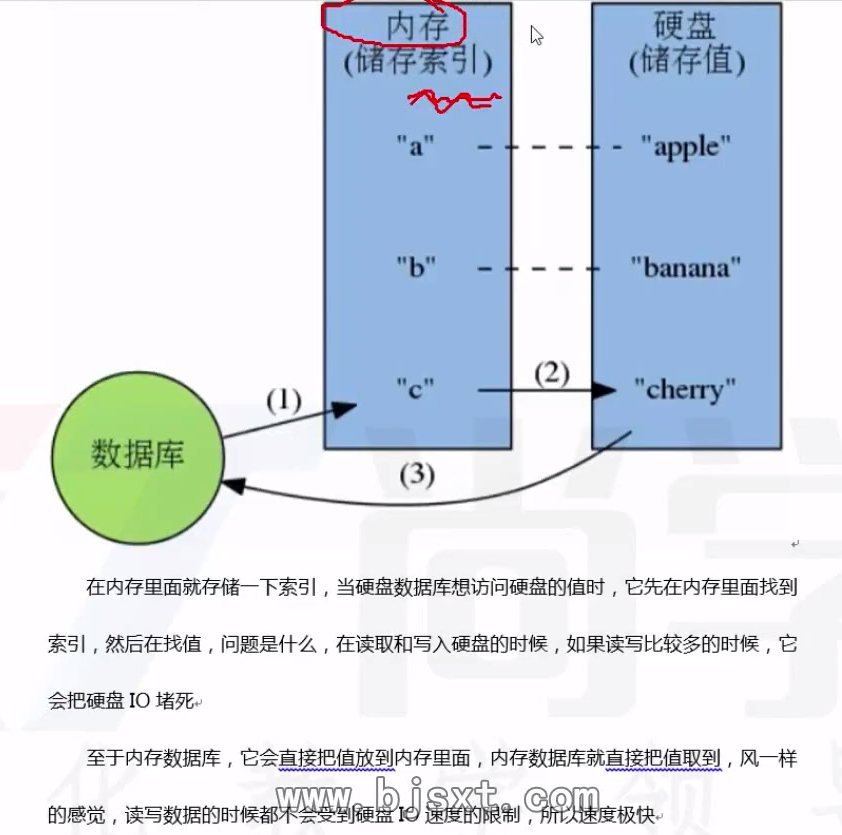 内存
(储存索引)
硬盘
(储存值)
"a"
"apple"
"b"
"banana"
"c"
(2)
"cherry"
(1)
数据库
(3)
在内存里面就存储一下索引，当硬盘数据库想访问硬盘的值时，它先在内存里面找到
索引，然后在找值，问题是什么，在读取和写入硬盘的时候，如果读写比较多的时候，它
会把硬盘 IO 堵死
至于内存数据库，它会直接把值放到内存里面，内存数据库就直接把值取到，风一样
的感觉，读写数据的时候都不会受到硬盘 IO 速度的限制，所以速度极快
www.bjsxt.com